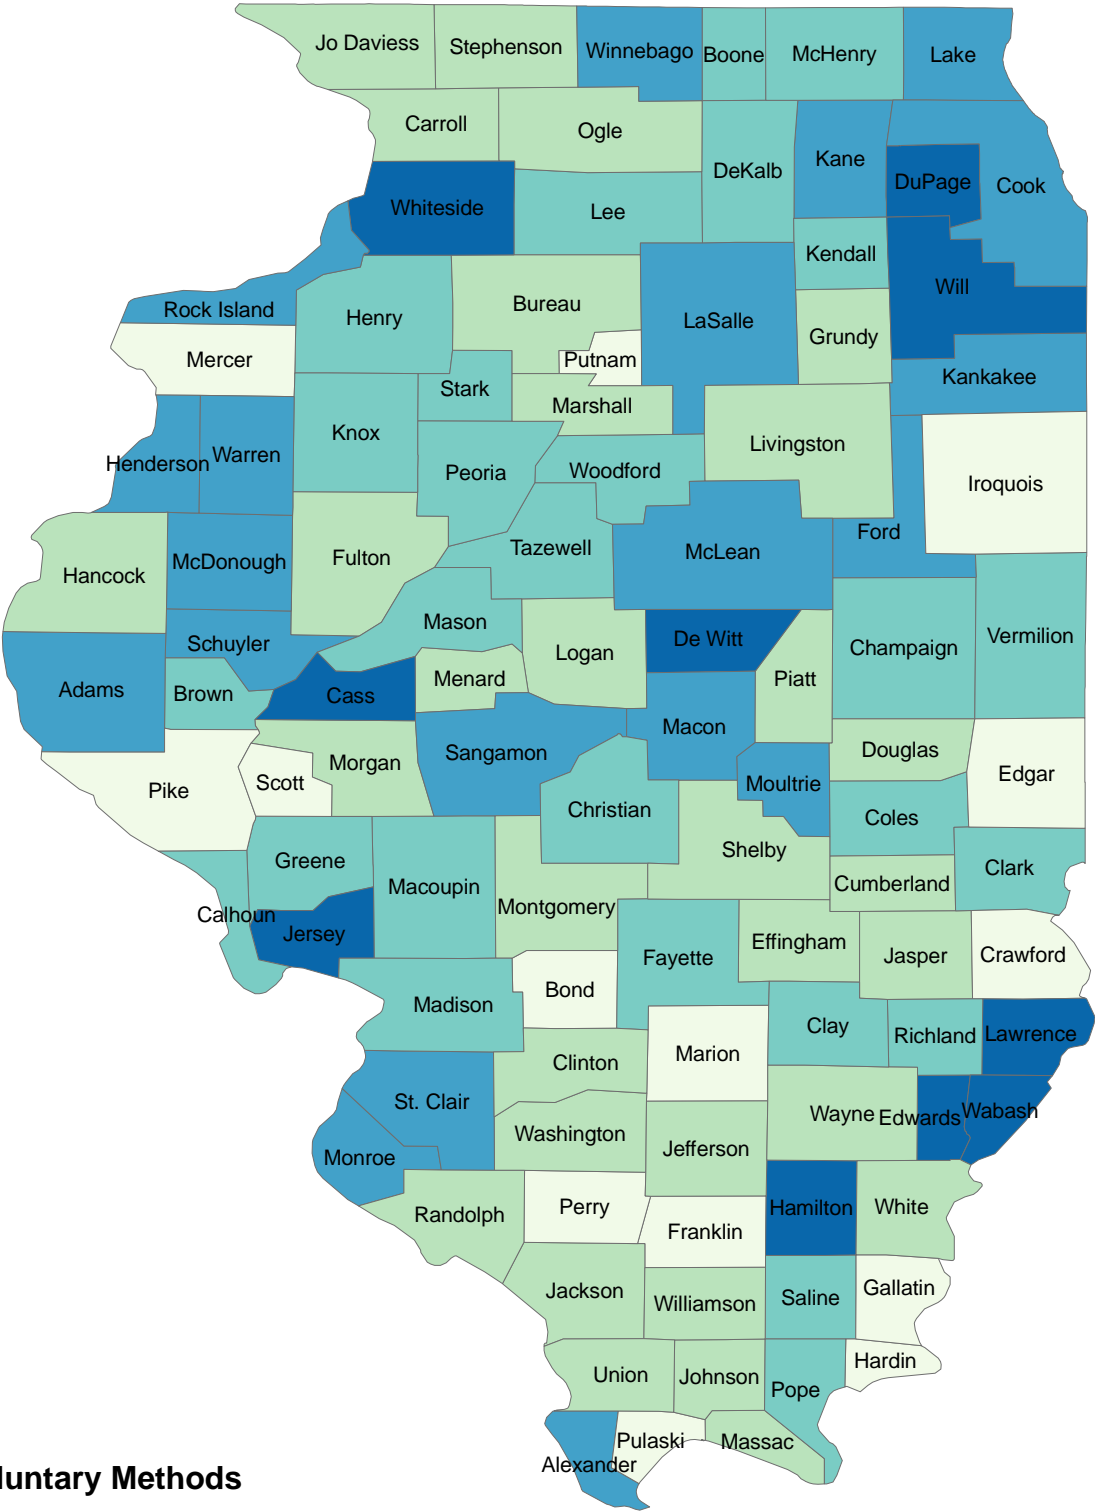 Jo Daviess
Stephenson
Winnebago
Boone
McHenry
Lake
Carroll
Ogle
DeKalb
Kane
DuPage
Cook
Whiteside
Lee
Kendall
Will
Rock Island
Henry
Bureau
LaSalle
Grundy
Mercer
Putnam
Kankakee
Stark
Marshall
Knox
Livingston
Henderson
Warren
Peoria
Woodford
Iroquois
Ford
Hancock
McDonough
Fulton
Tazewell
McLean
Mason
Schuyler
Logan
De Witt
Champaign
Vermilion
Adams
Brown
Cass
Menard
Piatt
Macon
Sangamon
Douglas
Pike
Scott
Morgan
Moultrie
Edgar
Christian
Coles
Greene
Macoupin
Shelby
Cumberland
Clark
Calhoun
Jersey
Montgomery
Effingham
Fayette
Jasper
Crawford
Bond
Madison
Clay
Richland
Lawrence
Marion
Clinton
St. Clair
Wayne
Edwards
Wabash
Washington
Jefferson
Monroe
Randolph
Perry
Franklin
Hamilton
White
Jackson
Williamson
Saline
Gallatin
Union
Johnson
Pope
Hardin
Pulaski
Massac
Alexander
luntary Methods